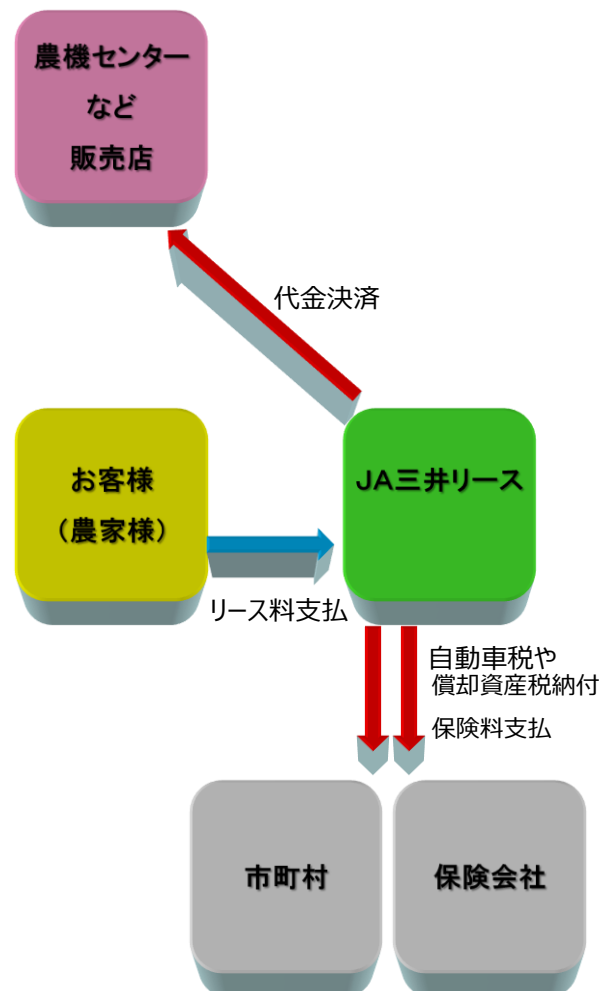 農機センター
など
販売店
代金決済
お客様
（農家様）
JA三井リース
リース料支払
自動車税や
償却資産税納付
保険料支払
市町村
保険会社